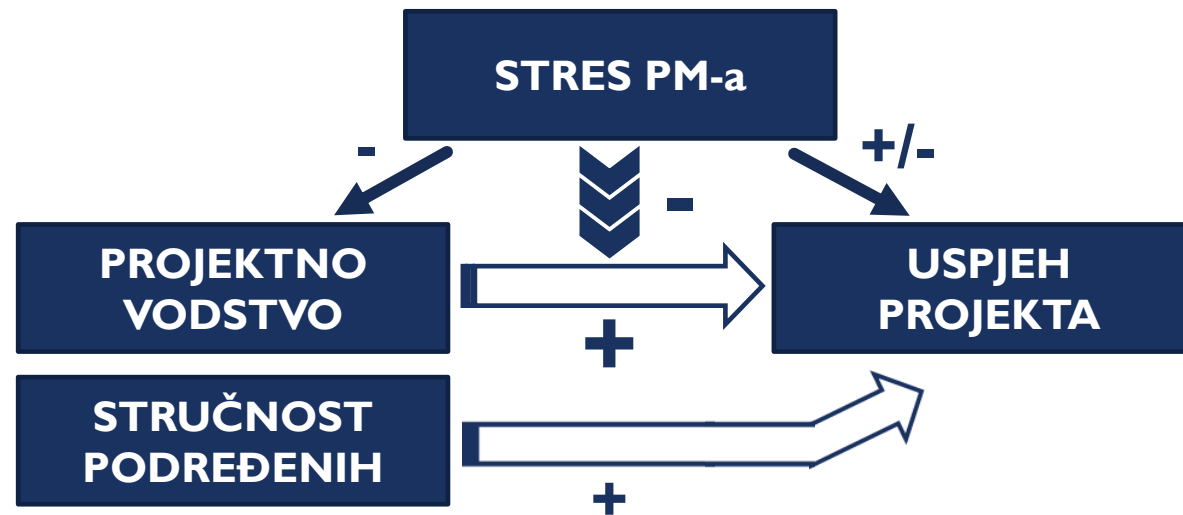 STRES PM-a
-
+/-
-
PROJEKTNO
VODSTVO
USPJEH
PROJEKTA
+
STRUČNOST
PODREĐENIH
+